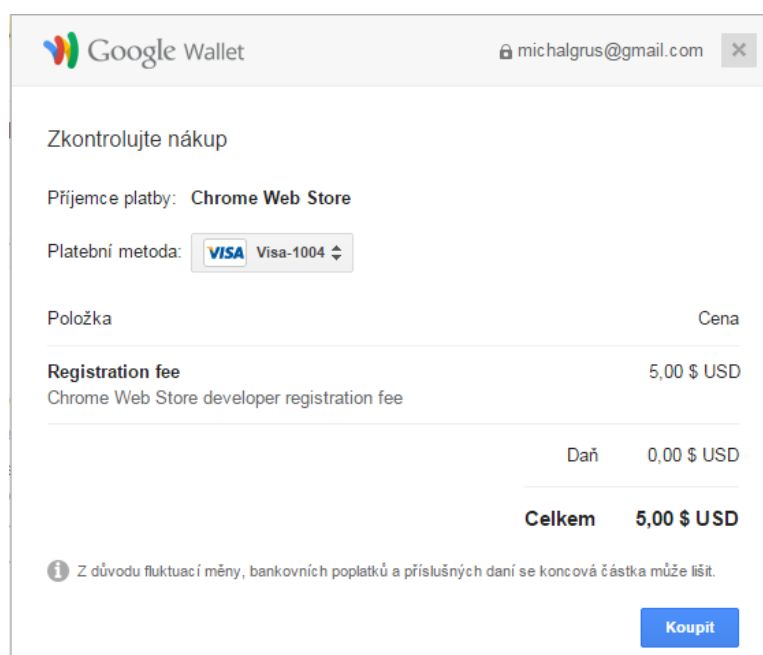 Google Wallet michalgrus@gmail.com ×
Zkontrolujte nákup
Příjemce platby: Chrome Web Store
Platební metoda: VISA Visa-1004
Položka Cena
Registration fee 5,00 $ USD
Chrome Web Store developer registration fee
Daň 0,00 $ USD
Celkem 5,00 $ USD
Z důvodu fluktuací měny, bankovních poplatků a příslušných daní se koncová částka může lišit.
Koupit